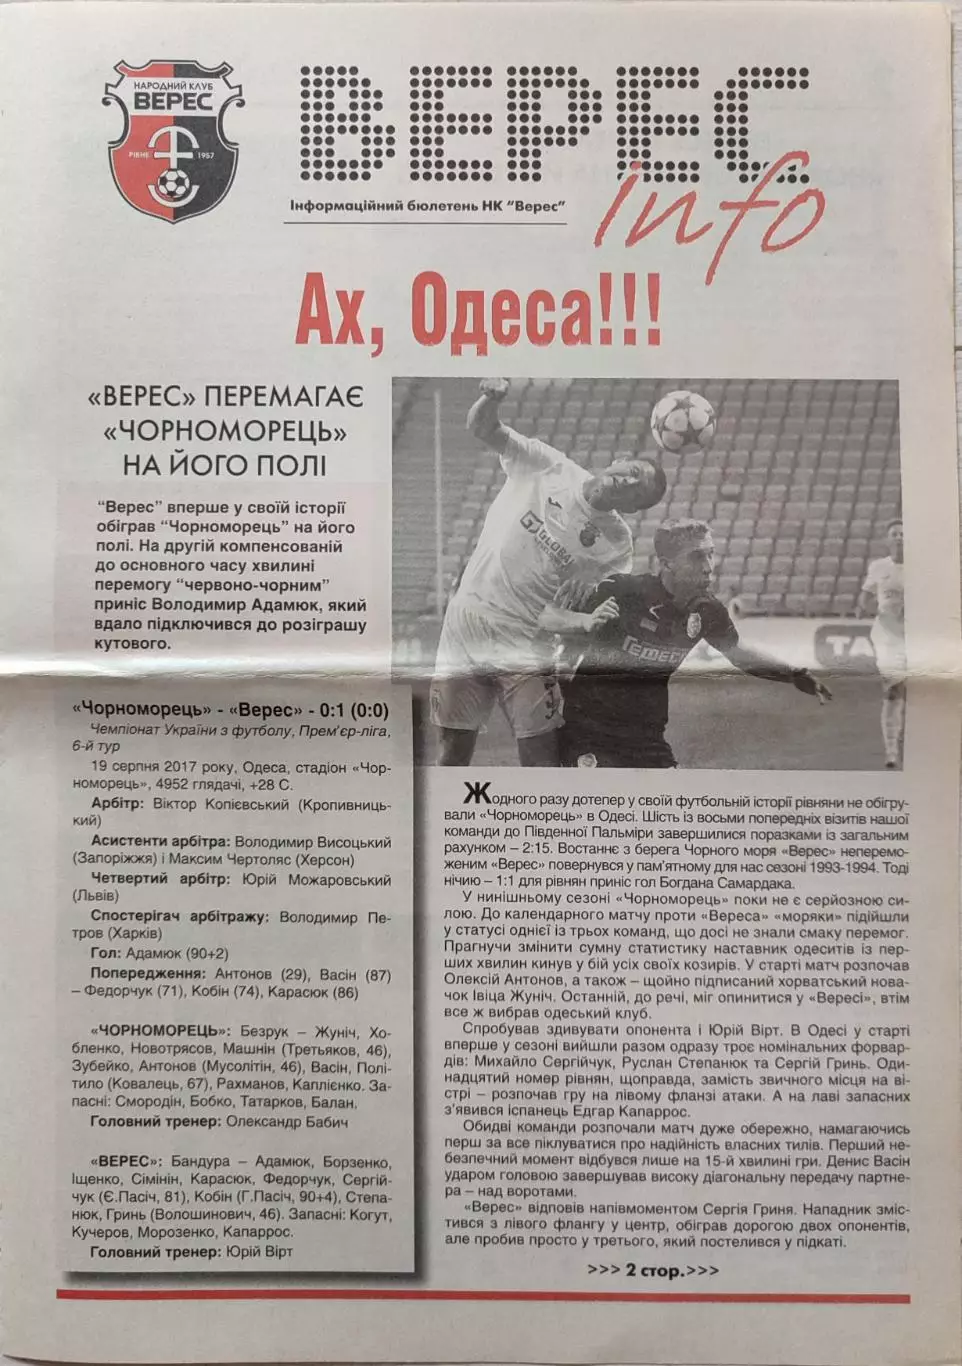 НАРОДНИЙ КЛУБ
ВЕРЕС
РІВНЕ 1957
ВЕРЕС
info
Інформаційний бюлетень НК "Верес"
Ах, Одеса!!!
«ВЕРЕС» ПЕРЕМАГАЄ
«ЧОРНОМОРЕЦЬ»
НА ЙОГО ПОЛІ
"Верес" вперше у своїй історії
обіграв "Чорноморець" на його
полі. На другій компенсованій
до основного часу хвилині
перемогу "червоно-чорним"
приніс Володимир Адамюк, який
вдало підключився до розіграшу
кутового.
GLOBAL
ГЕФЕС
ТА
«Чорноморець» - «Верес» - 0:1 (0:0)
Чемпіонат України з футболу, Прем'єр-ліга,
6-й тур
19 серпня 2017 року, Одеса, стадіон «Чор-
номорець», 4952 глядачі, +28 С.
Арбітр: Віктор Копієвський (Кропивниць-
кий)
Асистенти арбітра: Володимир Висоцький
(Запоріжжя) і Максим Чертоляс (Херсон)
Четвертий арбітр: Юрій Можаровський
(Львів)
Спостерігач арбітражу: Володимир Пе-
тров (Харків)
Гол: Адамюк (90+2)
Попередження: Антонов (29), Васін (87)
– Федорчук (71), Кобін (74), Карасюк (86)
«ЧОРНОМОРЕЦЬ»: Безрук – Жуніч, Хо-
бленко, Новотрясов, Машнін (Третьяков, 46),
Зубейко, Антонов (Мусолітін, 46), Васін, Полі-
тило (Ковалець, 67), Рахманов, Каплієнко. За-
пасні: Смородін, Бобко, Татарков, Балан.
Головний тренер: Олександр Бабич
«ВЕРЕС»: Бандура – Адамюк, Борзенко,
Іщенко, Сімінін, Карасюк, Федорчук, Сергій-
чук (Є.Пасіч, 81), Кобін (Г.Пасіч, 90+4), Степа-
нюк, Гринь (Волошинович, 46). Запасні: Когут,
Кучеров, Морозенко, Капаррос.
Головний тренер: Юрій Вірт
Жодного разу дотепер у своїй футбольній історії рівняни не обігру-
вали «Чорноморець» в Одесі. Шість із восьми попередніх візитів нашої
команди до Південної Пальміри завершилися поразками із загальним
рахунком – 2:15. Востаннє з берега Чорного моря «Верес» непереmo-
женим «Верес» повернувся у пам'ятному для нас сезоні 1993-1994. Тоді
нічию – 1:1 для рівнян приніс гол Богдана Самардака.
У нинішньому сезоні «Чорноморець» поки не є серйозною си-
лою. До календарного матчу проти «Вереса» «моряки» підійшли
у статусі однієї із трьох команд, що досі не знали смаку перемог.
Прагнучи змінити сумну статистику наставник одеситів із пер-
ших хвилин кинув у бій усіх своїх козирів. У старті матч розпочав
Олексій Антонов, а також – щойно підписаний хорватський нова-
чок Івіца Жуніч. Останній, до речі, міг опинитися у «Вересі», втім
все ж вибрав одеський клуб.
Спробував здивувати опонента і Юрій Вірт. В Одесі у старті
вперше у сезоні вийшли разом одразу троє номінальних форвар-
дів: Михайло Сергійчук, Руслан Степанюк та Сергій Гринь. Оди-
надцятий номер рівнян, щоправда, замість звичного місця на ві-
стрі – розпочав гру на лівому фланзі атаки. А на лаві запасних
з'явився іспанець Едгар Капаррос.
Обидві команди розпочали матч дуже обережно, намагаючись
перш за все піклуватися про надійність власних тилів. Перший не-
безпечний момент відбувся лише на 15-й хвилині гри. Денис Васін
ударом головою завершував високу діагональну передачу партне-
ра – над воротами.
«Верес» відповів напівмоментом Сергія Гриня. Нападник зміс-
тився з лівого флангу у центр, обіграв дорогою двох опонентів,
але пробив просто у третього, який постелився у підкаті.
>>> 2 стор.>>>